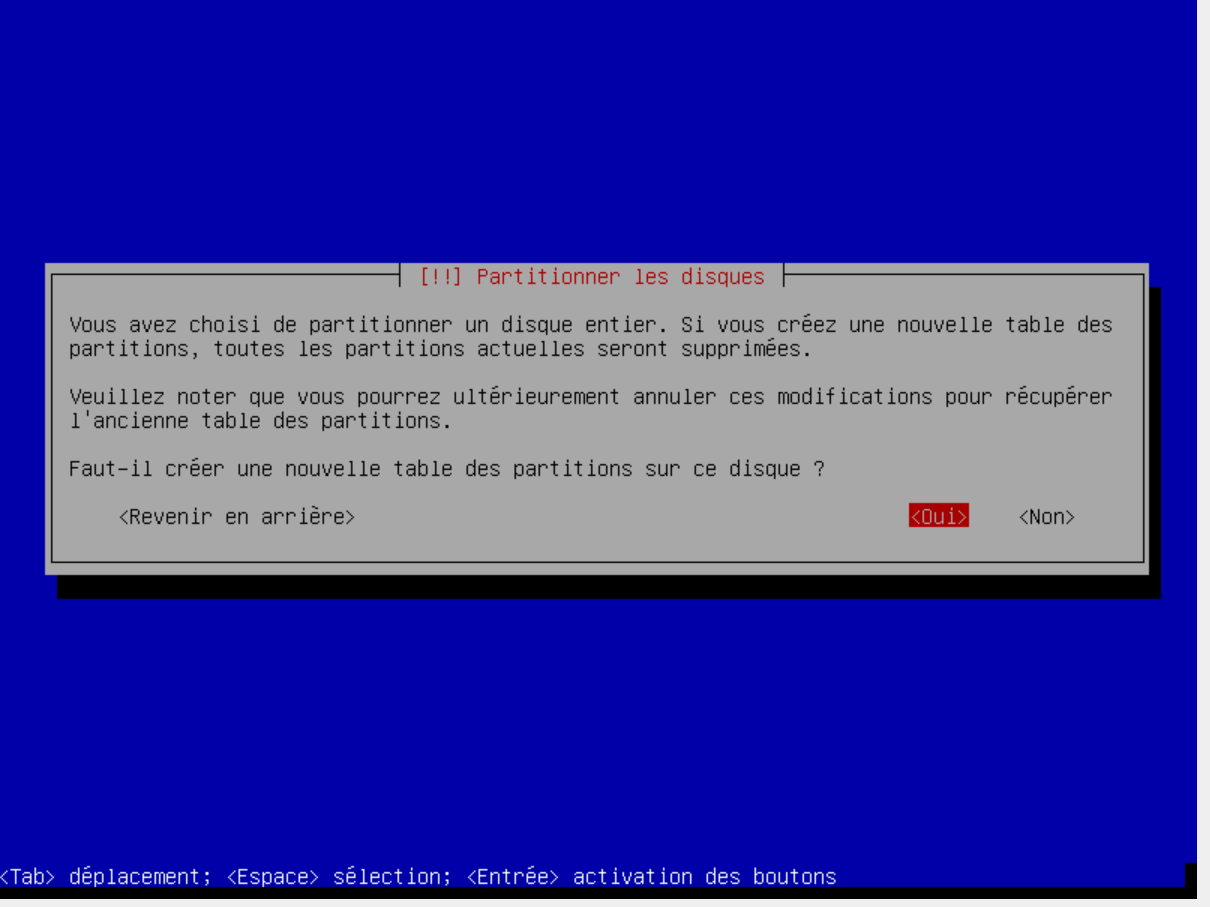 [!!] Partitionner les disques
Vous avez choisi de partitionner un disque entier. Si vous créez une nouvelle table des
partitions, toutes les partitions actuelles seront supprimées.
Veuillez noter que vous pourrez ultérieurement annuler ces modifications pour récupérer
l'ancienne table des partitions.
Faut-il créer une nouvelle table des partitions sur ce disque ?
<Revenir en arrière> <Oui> <Non>
<Tab> déplacement; <Espace> sélection; <Entrée> activation des boutons